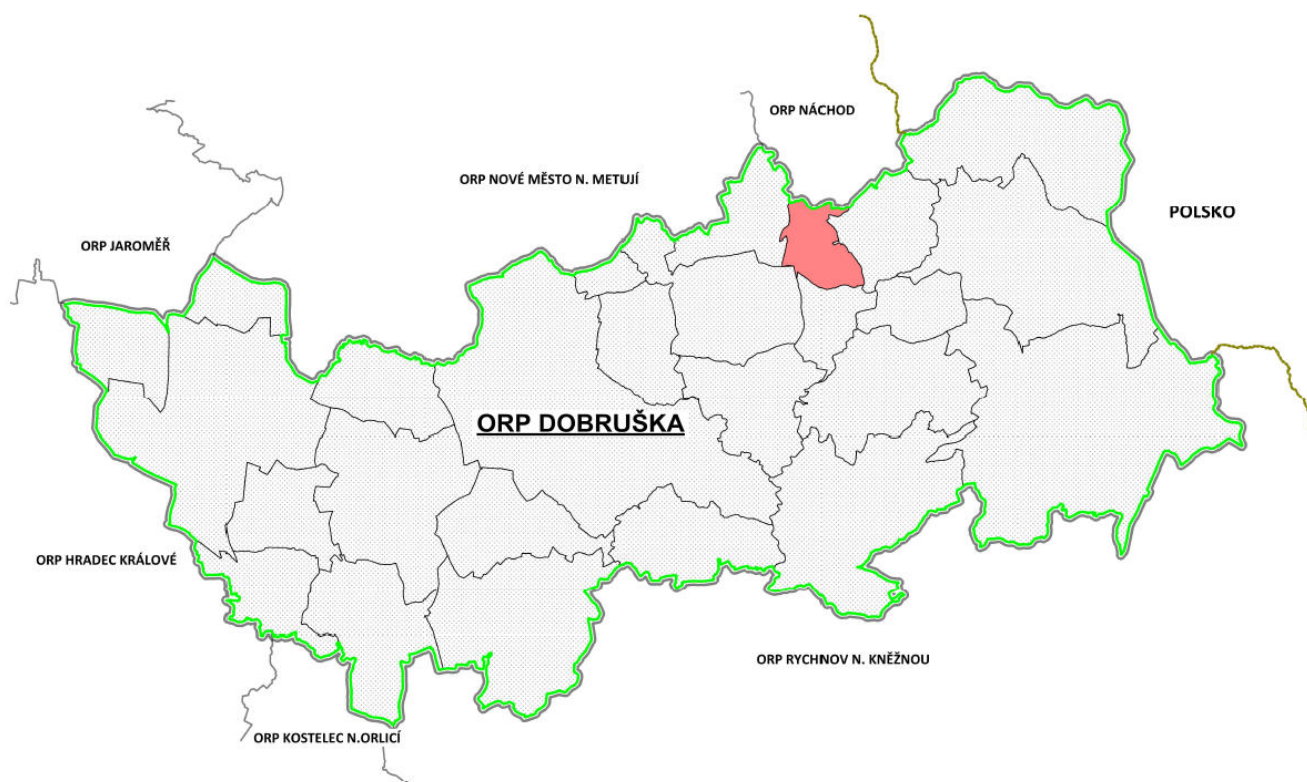 ORP NÁCHOD
ORP NOVÉ MĚSTO N. METUJÍ
POLSKO
ORP JAROMĚŘ
ORP DOBRUŠKA
ORP HRADEC KRÁLOVÉ
ORP RYCHNOV N. KNĚŽNOU
ORP KOSTELEC N.ORLICÍ